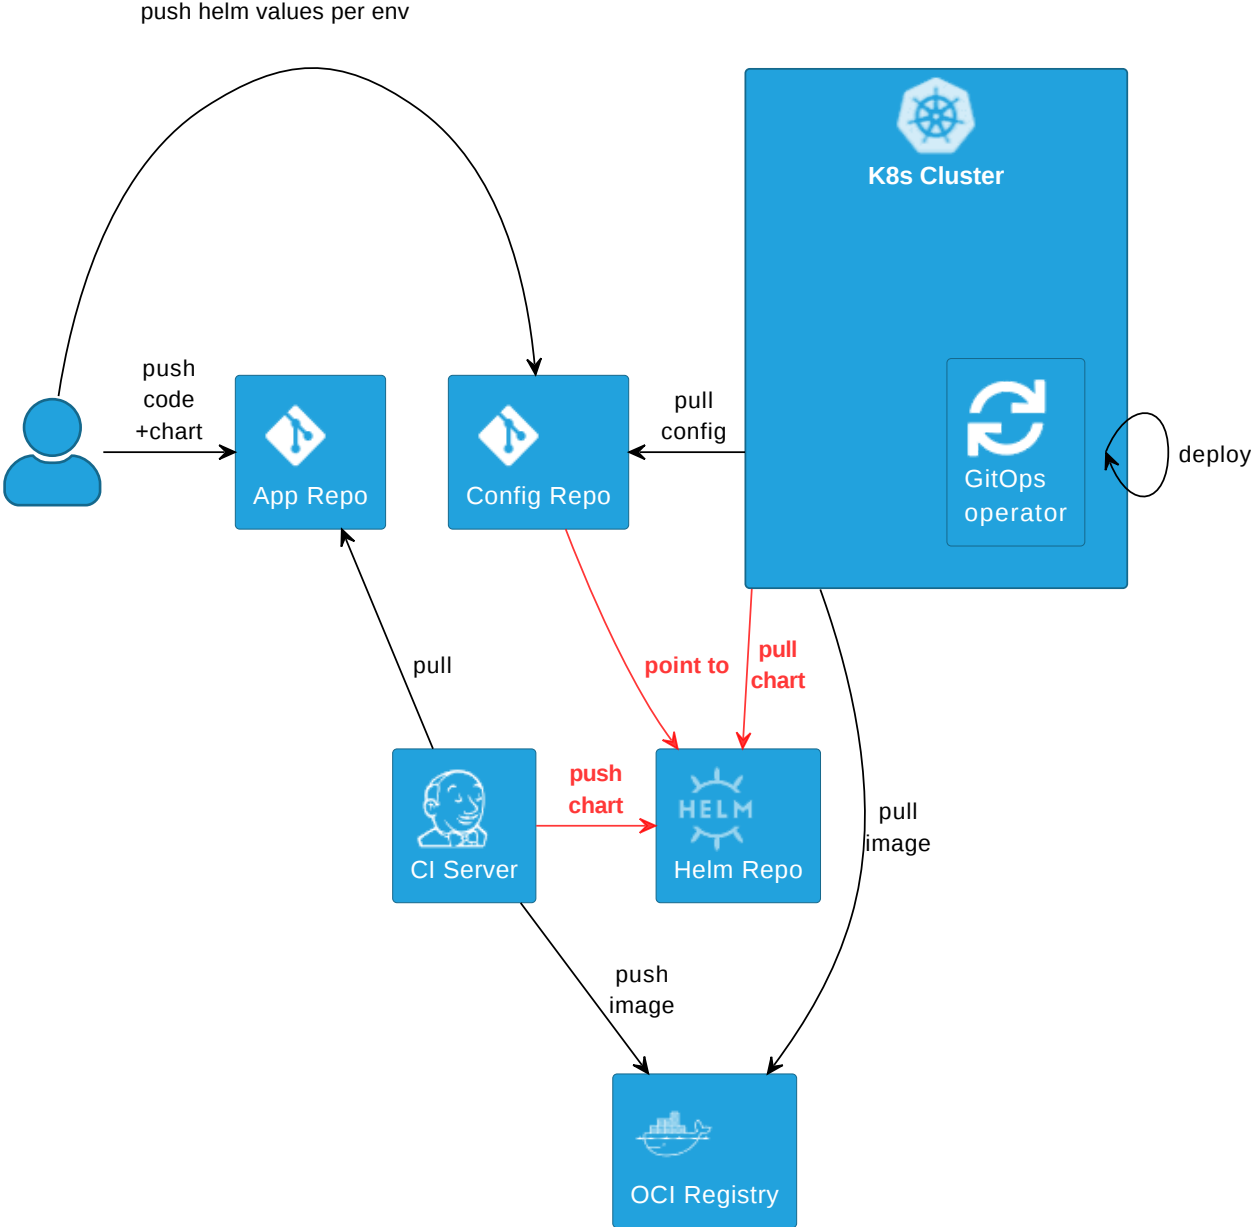 push helm values per env
K8s Cluster
push
code
+chart
App Repo
Config Repo
pull
config
GitOps
operator
deploy
pull
point to
pull
chart
push
chart
CI Server
HELM
Helm Repo
pull
image
push
image
OCI Registry